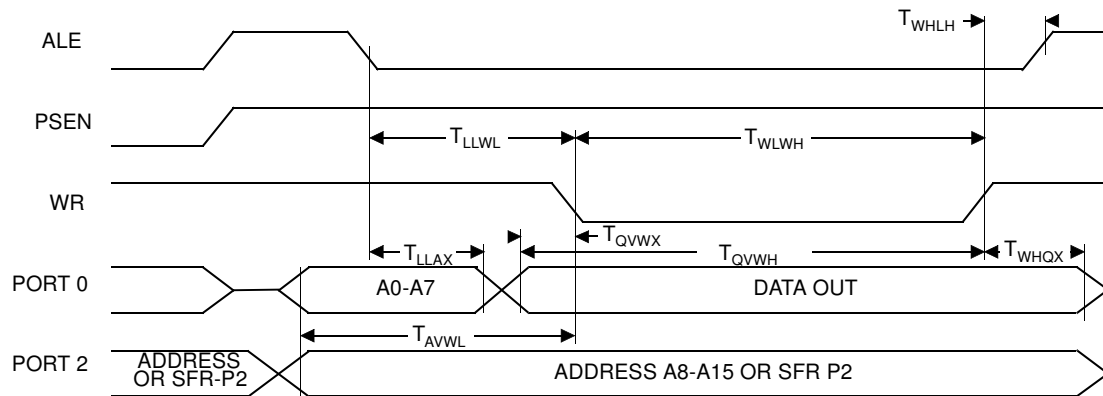 T_WHLH
ALE
PSEN
T_LLWL
T_WLWH
WR
T_QVWX
T_LLAX
T_QVWH
T_WHQX
PORT 0
A0-A7
DATA OUT
T_AVWL
PORT 2
ADDRESS
OR SFR-P2
ADDRESS A8-A15 OR SFR P2